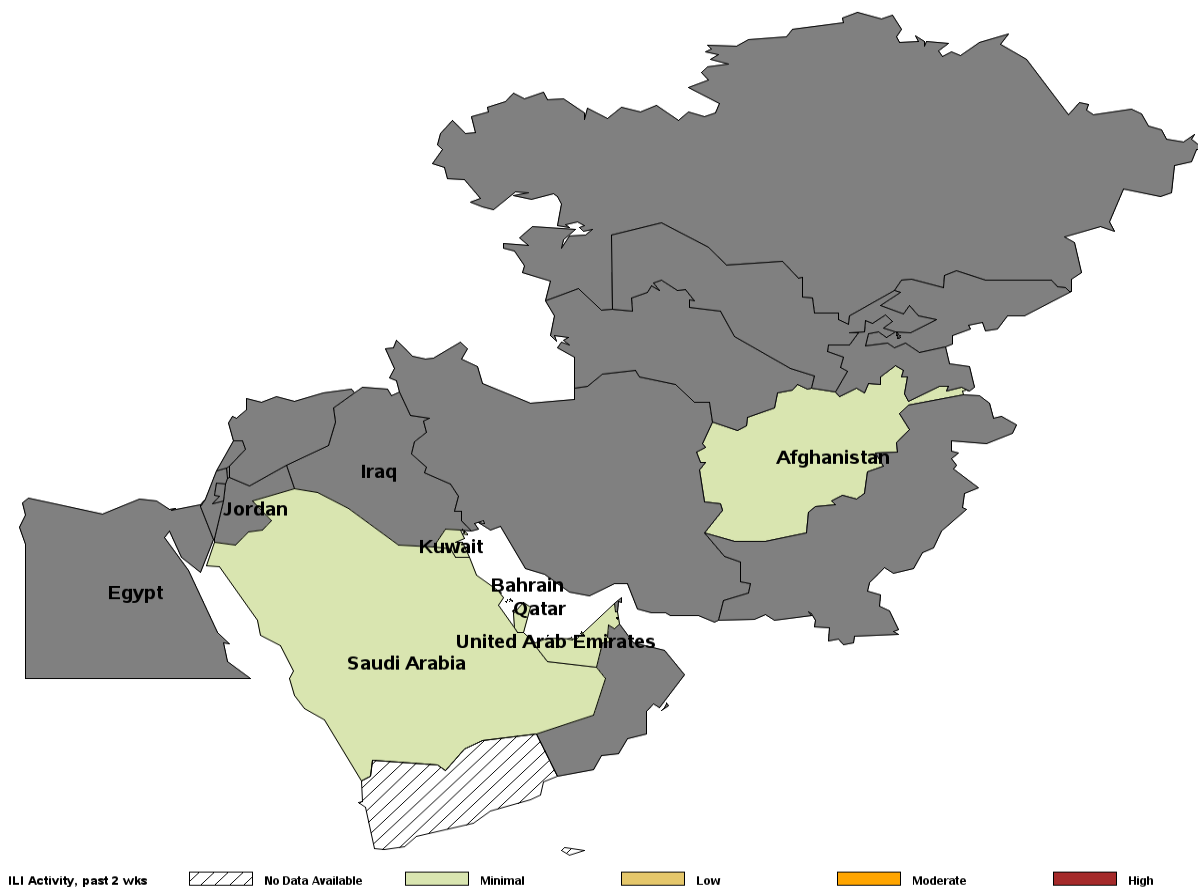 Afghanistan
Iraq
Jordan
Kuwait
Bahrain
Egypt
Qatar
United Arab Emirates
Saudi Arabia
ILI Activity, past 2 wks No Data Available Minimal Low Moderate High